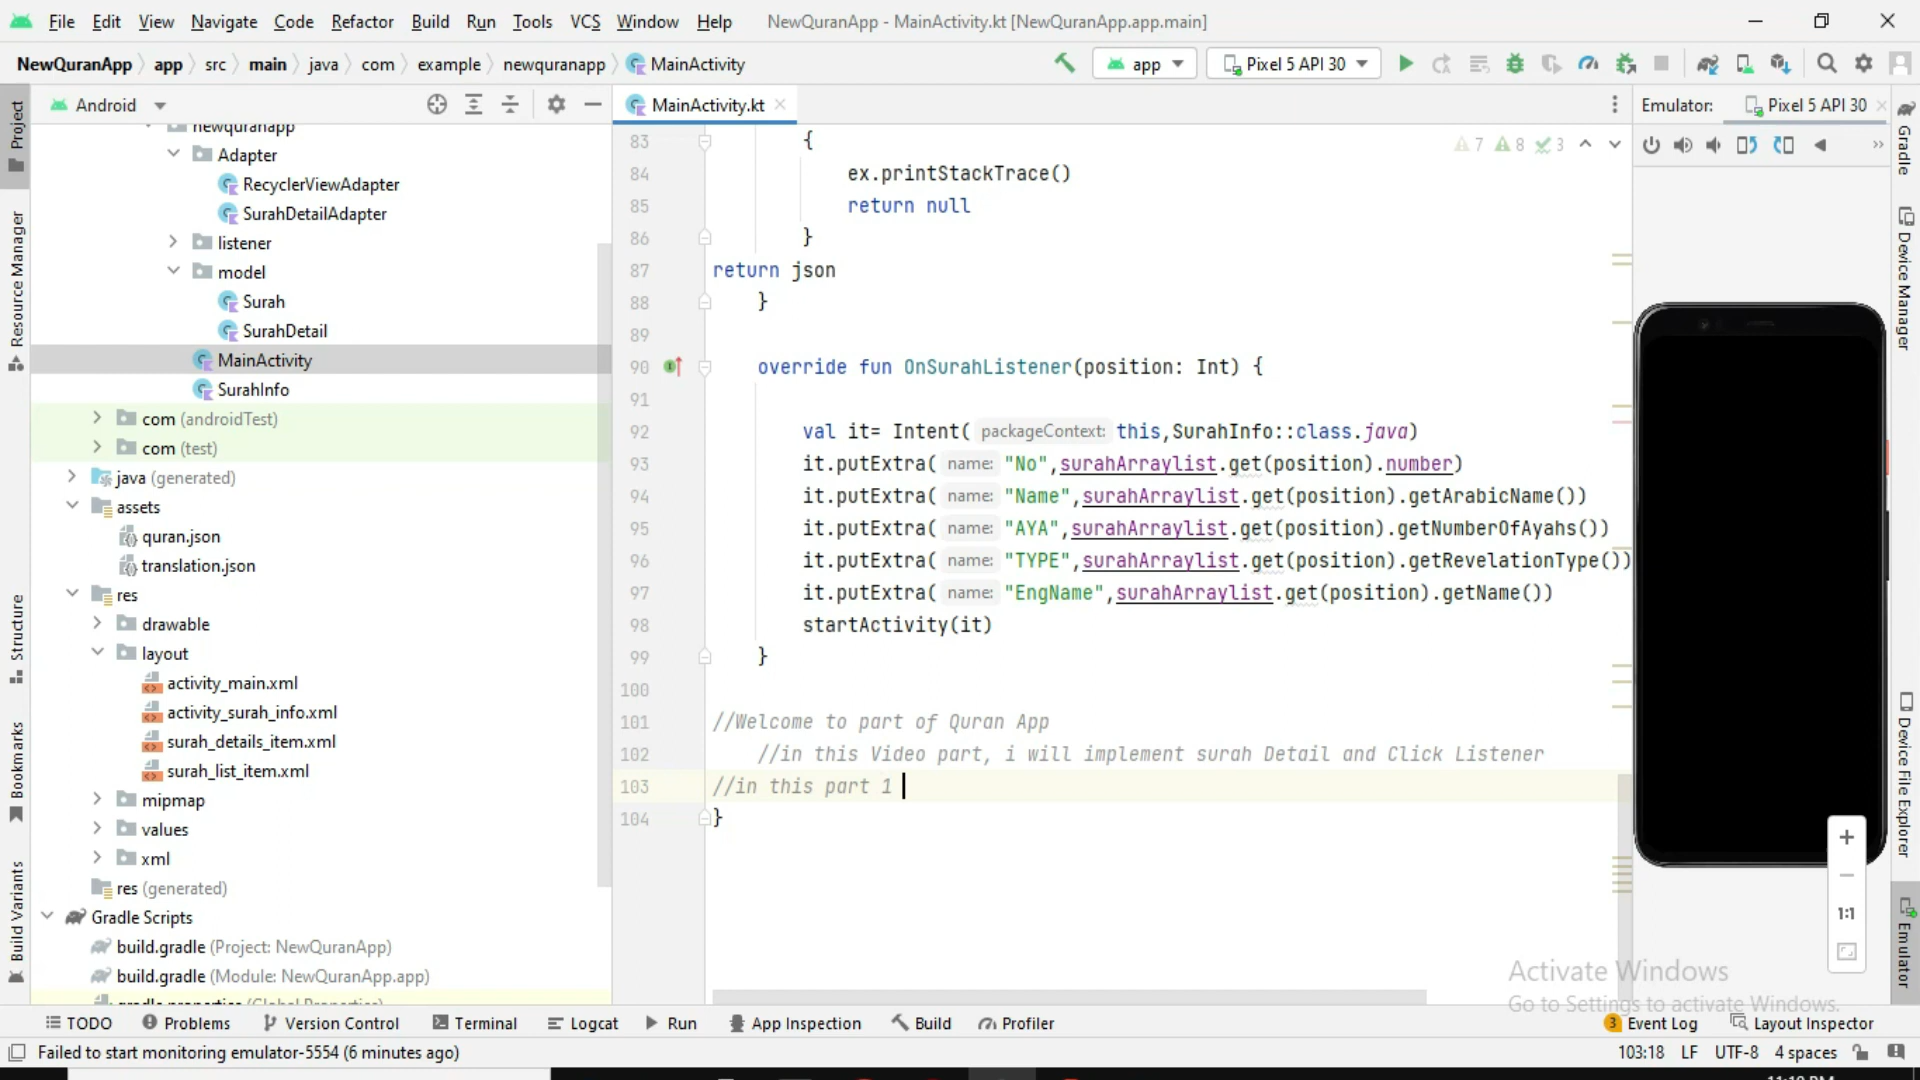 File Edit View Navigate Code Refactor Build Run Tools VCS Window Help NewQuranApp - MainActivity.kt [NewQuranApp.app.main]
NewQuranApp app src main java com example newquranapp MainActivity app Pixel 5 API 30
Project
Android
MainActivity.kt
Emulator: Pixel 5 API 30
Gradle
newquranapp
Adapter
RecyclerViewAdapter
SurahDetailAdapter
listener
model
Surah
SurahDetail
MainActivity
SurahInfo
com (androidTest)
com (test)
java (generated)
assets
quran.json
translation.json
res
drawable
layout
activity_main.xml
activity_surah_info.xml
surah_details_item.xml
surah_list_item.xml
mipmap
values
xml
res (generated)
Gradle Scripts
build.gradle (Project: NewQuranApp)
build.gradle (Module: NewQuranApp.app)
gradle.properties (Global Properties)
Resource Manager
Structure
Bookmarks
Build Variants
7 8 3
83 {
84 ex.printStackTrace()
85 return null
86 }
87 return json
88 }
89
90 override fun OnSurahListener(position: Int) {
91
92 val it= Intent( packageContext: this,SurahInfo::class.java)
93 it.putExtra( name: "No",surahArraylist.get(position).number)
94 it.putExtra( name: "Name",surahArraylist.get(position).getArabicName())
95 it.putExtra( name: "AYA",surahArraylist.get(position).getNumberOfAyahs())
96 it.putExtra( name: "TYPE",surahArraylist.get(position).getRevelationType())
97 it.putExtra( name: "EngName",surahArraylist.get(position).getName())
98 startActivity(it)
99 }
100
101 //Welcome to part of Quran App
102 //in this Video part, i will implement surah Detail and Click Listener
103 //in this part 1
104 }
Device Manager
Device File Explorer
Emulator
1:1
Activate Windows
Go to Settings to activate Windows.
TODO Problems Version Control Terminal Logcat Run App Inspection Build Profiler 3 Event Log Layout Inspector
Failed to start monitoring emulator-5554 (6 minutes ago) 103:18 LF UTF-8 4 spaces